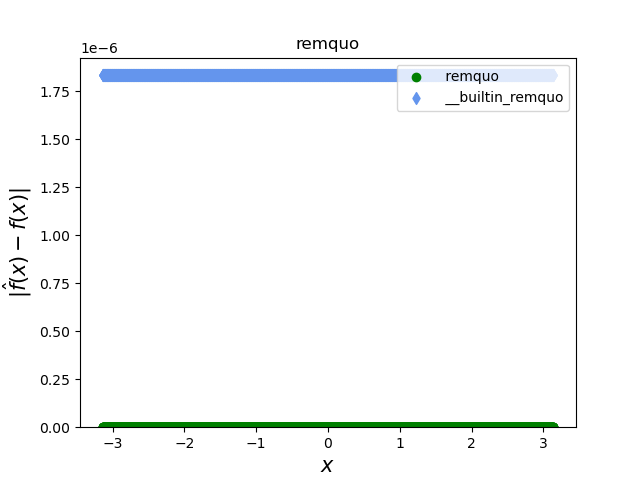 remquo
1e−6
remquo
__builtin_remquo
1.75
1.50
1.25
1.00
0.75
0.50
0.25
0.00
|f̂(x) − f(x)|
−3
−2
−1
0
1
2
3
x